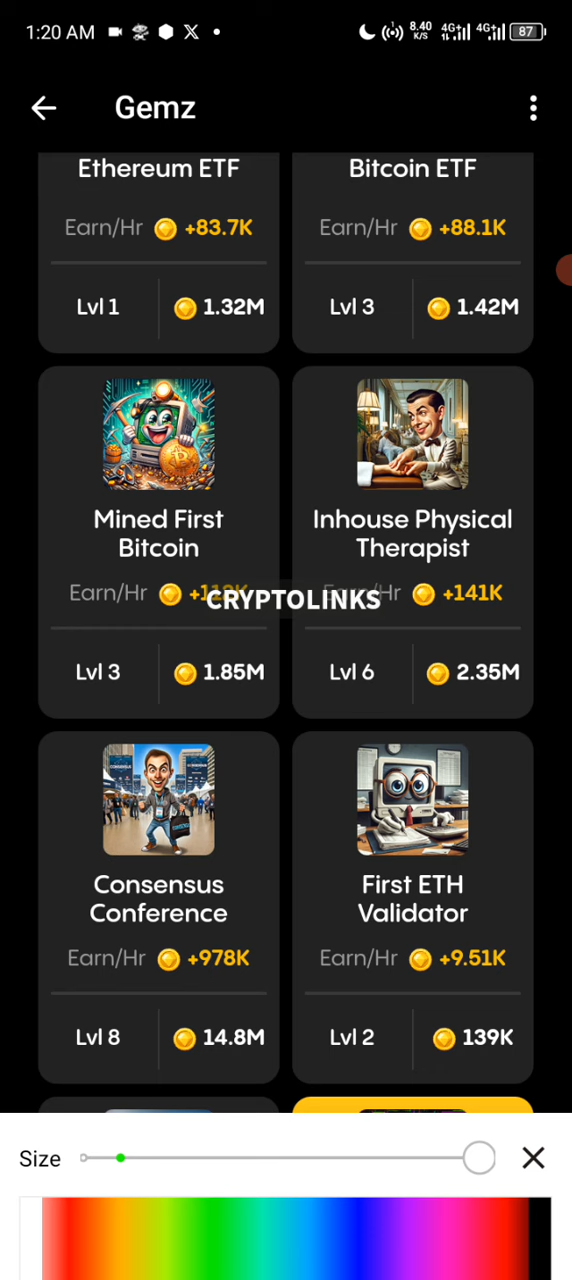 1:20 AM
8.40
K/S
4G+
4G+
87
Gemz
Ethereum ETF
Bitcoin ETF
Earn/Hr +83.7K
Earn/Hr +88.1K
Lvl 1
1.32M
Lvl 3
1.42M
Mined First
Bitcoin
Inhouse Physical
Therapist
Earn/Hr
CRYPTOLINKS
Earn/Hr +141K
Lvl 3
1.85M
Lvl 6
2.35M
Consensus
Conference
First ETH
Validator
Earn/Hr +978K
Earn/Hr +9.51K
Lvl 8
14.8M
Lvl 2
139K
Size